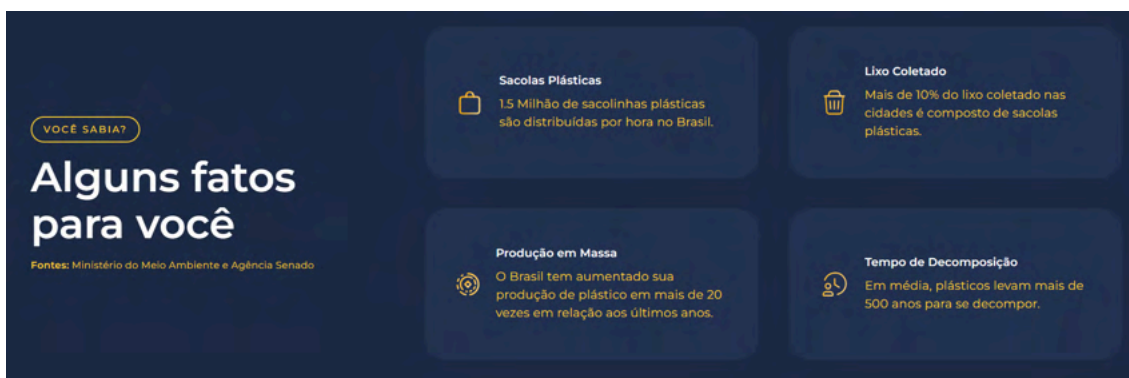 VOCÊ SABIA?
Alguns fatos
para você
Fontes: Ministério do Meio Ambiente e Agência Senado
Sacolas Plásticas
1.5 Milhão de sacolinhas plásticas
são distribuídas por hora no Brasil.
Lixo Coletado
Mais de 10% do lixo coletado nas
cidades é composto de sacolas
plásticas.
Produção em Massa
O Brasil tem aumentado sua
produção de plástico em mais de 20
vezes em relação aos últimos anos.
Tempo de Decomposição
Em média, plásticos levam mais de
500 anos para se decompor.